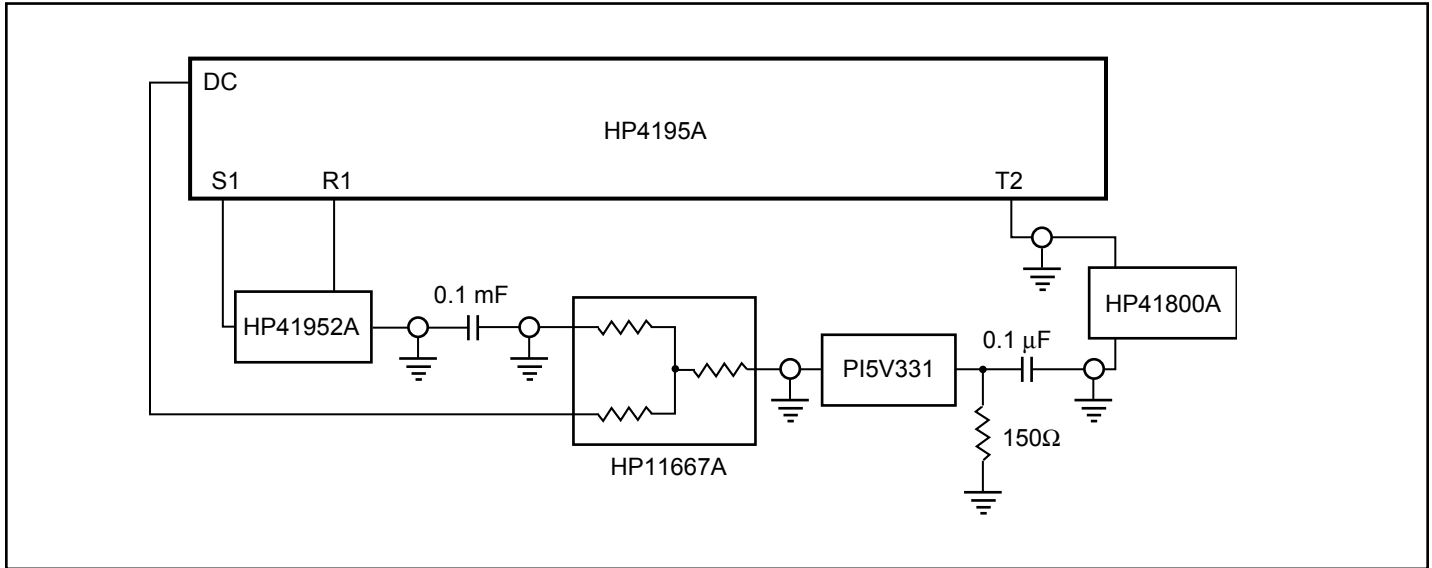 DC
HP4195A
S1
R1
T2
0.1 mF
HP41952A
HP41800A
0.1 μF
PI5V331
150Ω
HP11667A